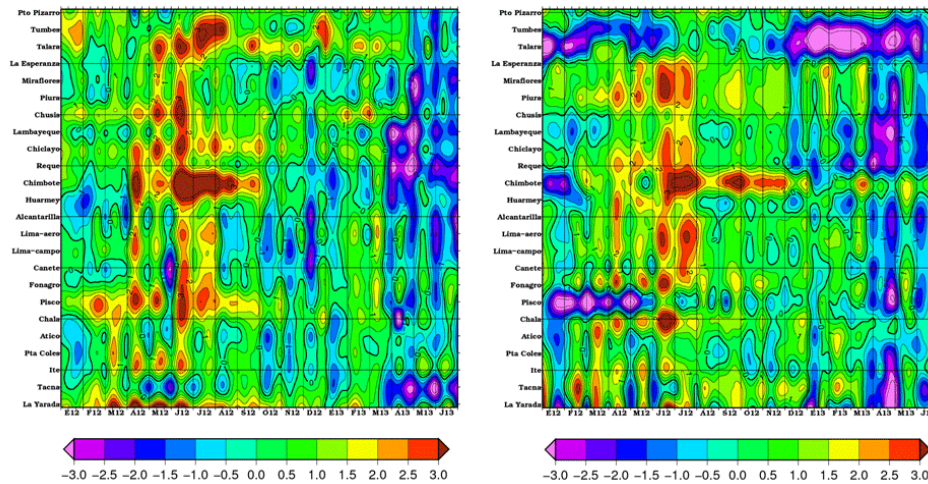 Pto Pizarro
Tumbes
Talara
La Esperanza
Miraflores
Piura
Chusis
Lambayeque
Chiclayo
Reque
Chimbote
Huarmey
Alcantarilla
Lima-aero
Lima-campo
Canete
Fonagro
Pisco
Chala
Atico
Pta Coles
Ite
Tacna
La Yarada
E12 F12 M12 A12 M12 J12 J12 A12 S12 O12 N12 D12 E13 F13 M13 A13 M13 J13
-3.0 -2.5 -2.0 -1.5 -1.0 -0.5 0.0 0.5 1.0 1.5 2.0 2.5 3.0
Pto Pizarro
Tumbes
Talara
La Esperanza
Miraflores
Piura
Chusis
Lambayeque
Chiclayo
Reque
Chimbote
Huarmey
Alcantarilla
Lima-aero
Lima-campo
Canete
Fonagro
Pisco
Chala
Atico
Pta Coles
Ite
Tacna
La Yarada
E12 F12 M12 A12 M12 J12 J12 A12 S12 O12 N12 D12 E13 F13 M13 A13 M13
-3.0 -2.5 -2.0 -1.5 -1.0 -0.5 0.0 0.5 1.0 1.5 2.0 2.5 3.0